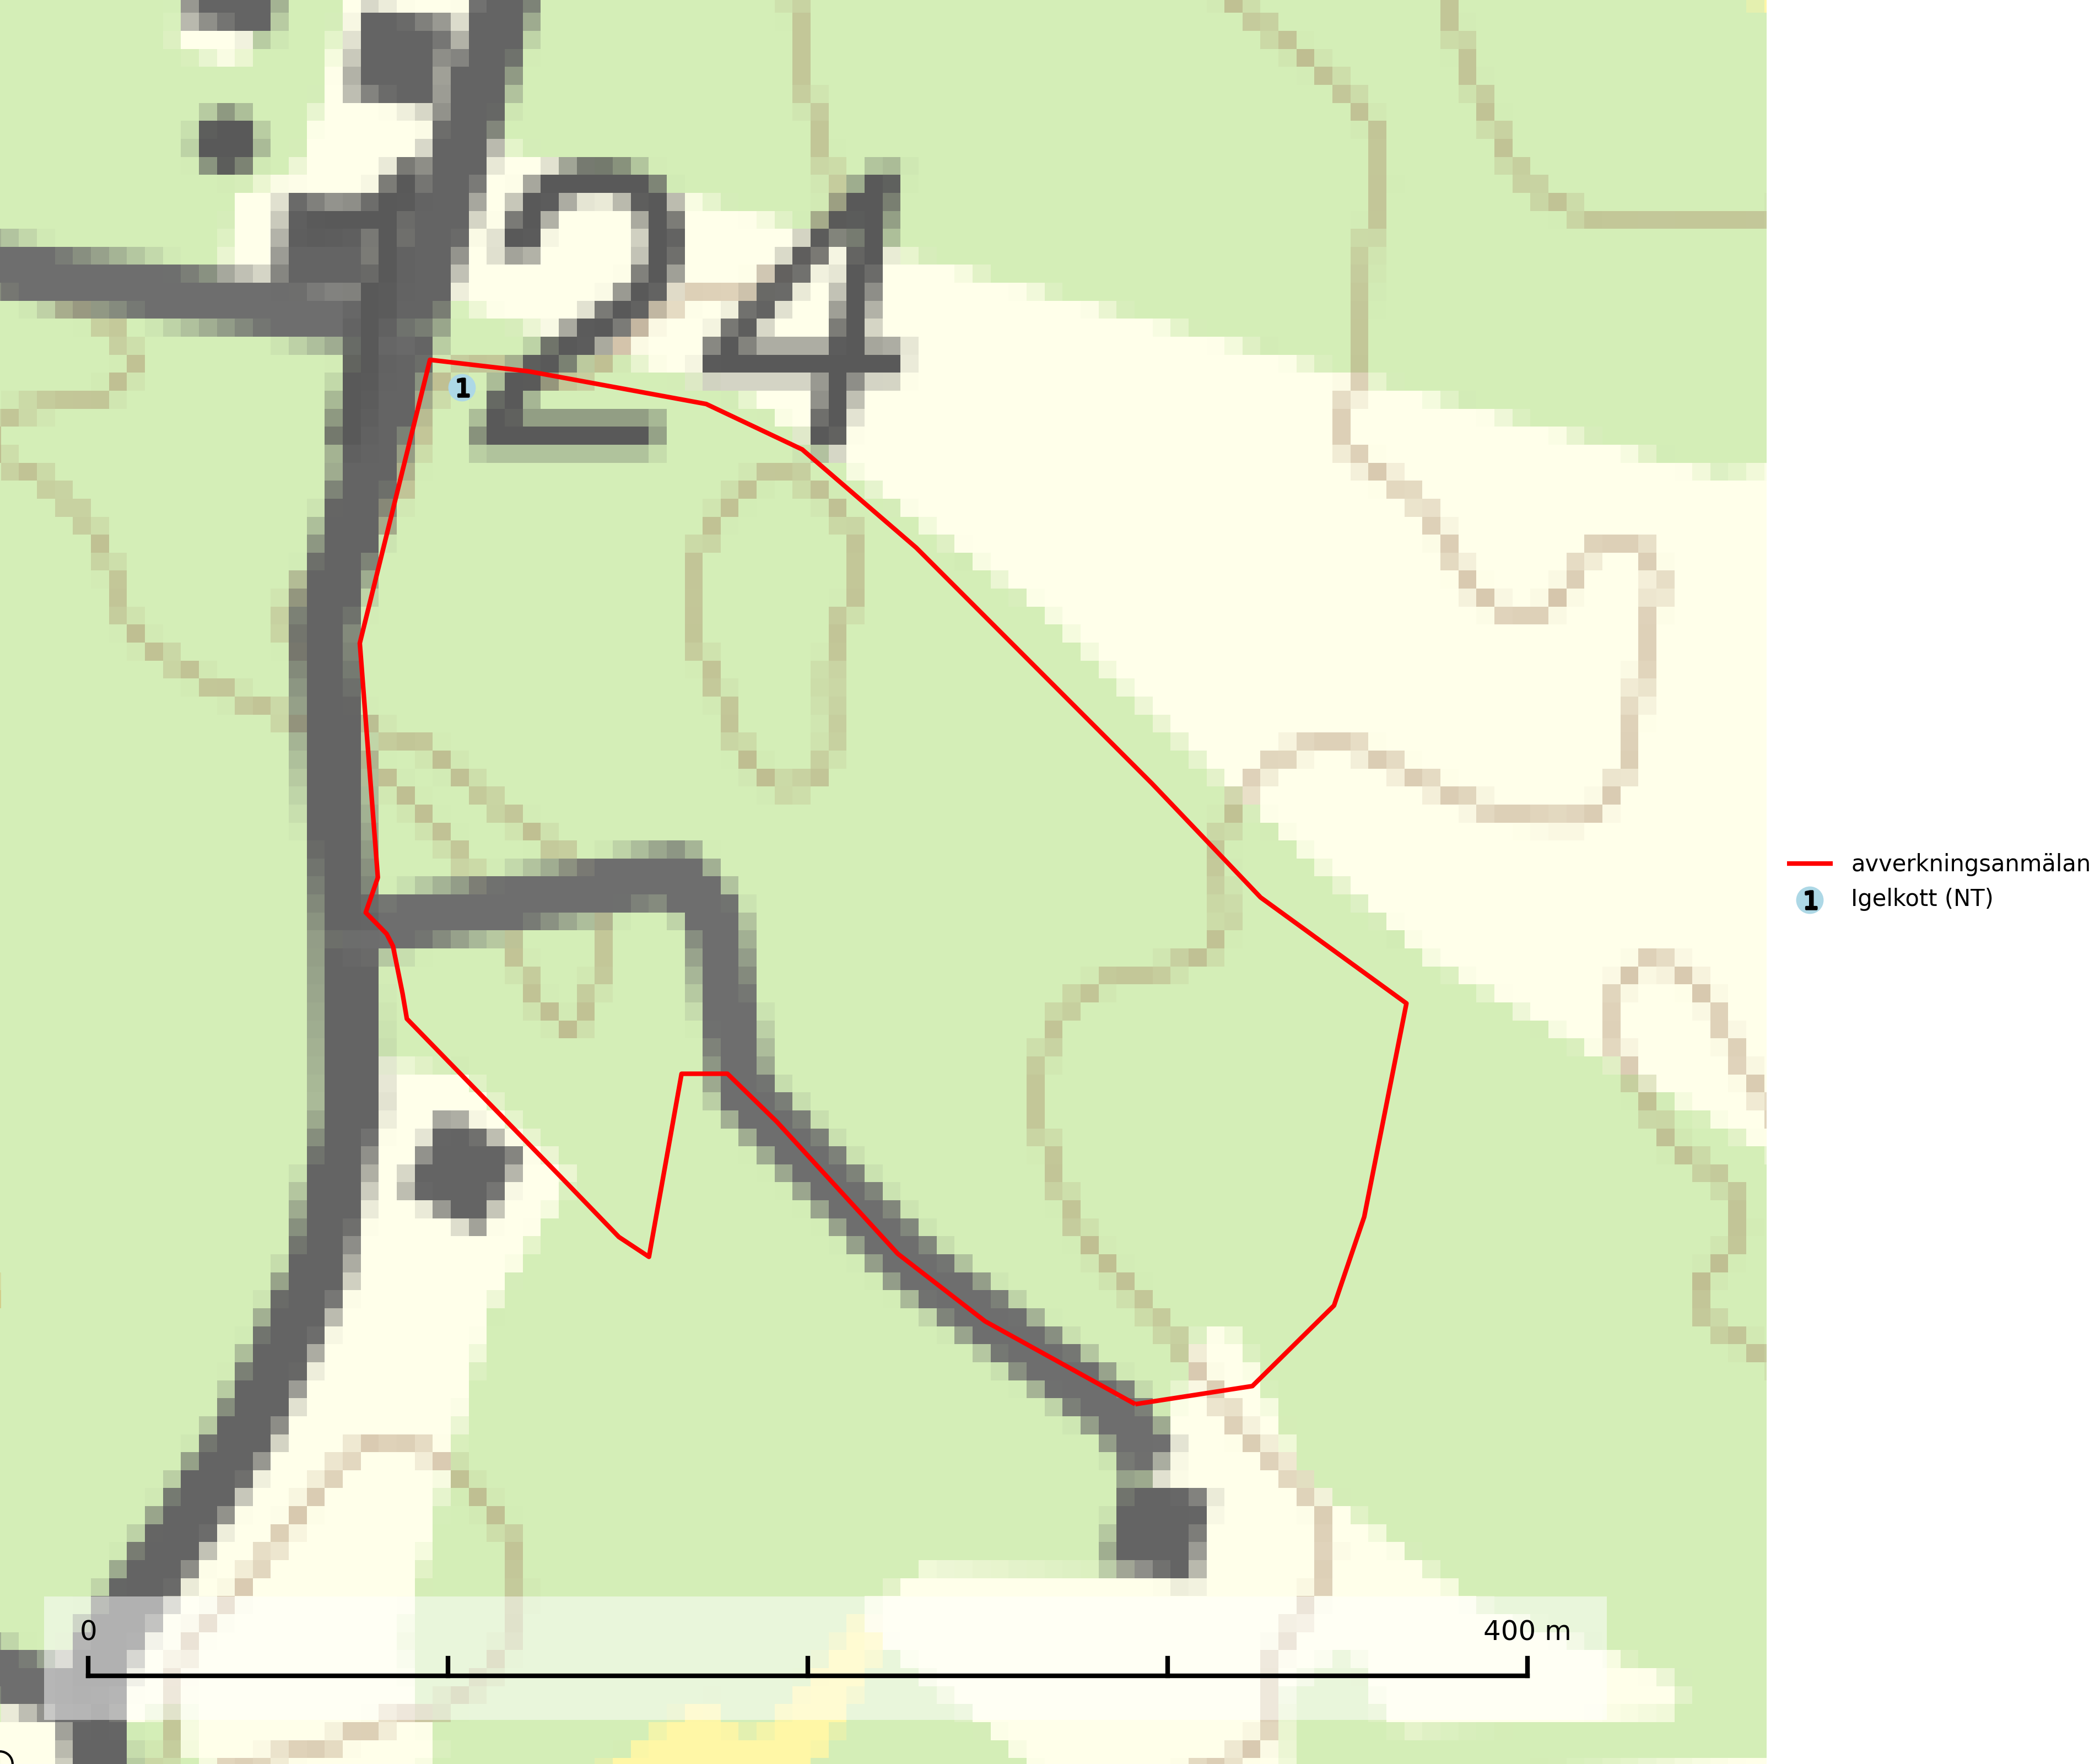 24
1
avverkningsanmälan
1 Igelkott (NT)
0 400 m